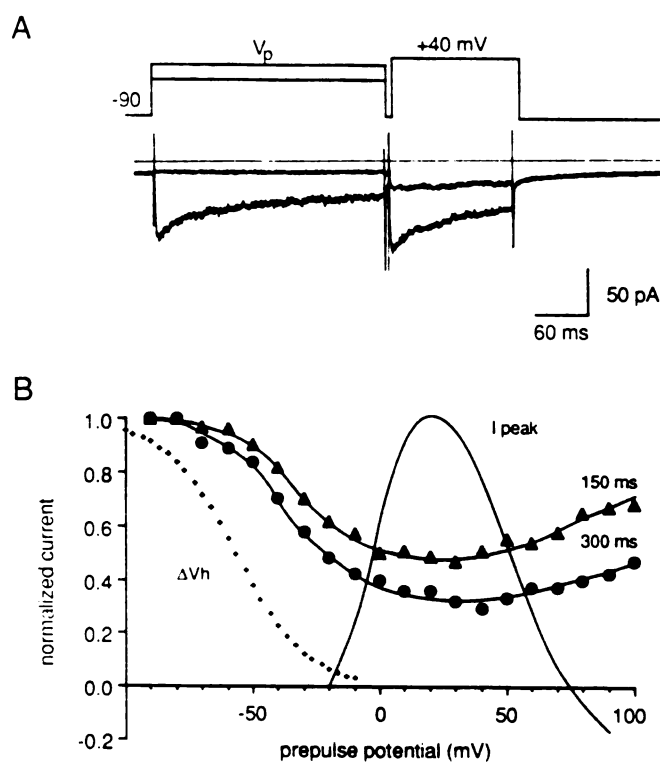 A
Vp
+40 mV
-90
50 pA
60 ms
B
1.0
0.8
0.6
0.4
0.2
0.0
-0.2
normalized current
I peak
150 ms
300 ms
ΔVh
-50
0
50
100
prepulse potential (mV)